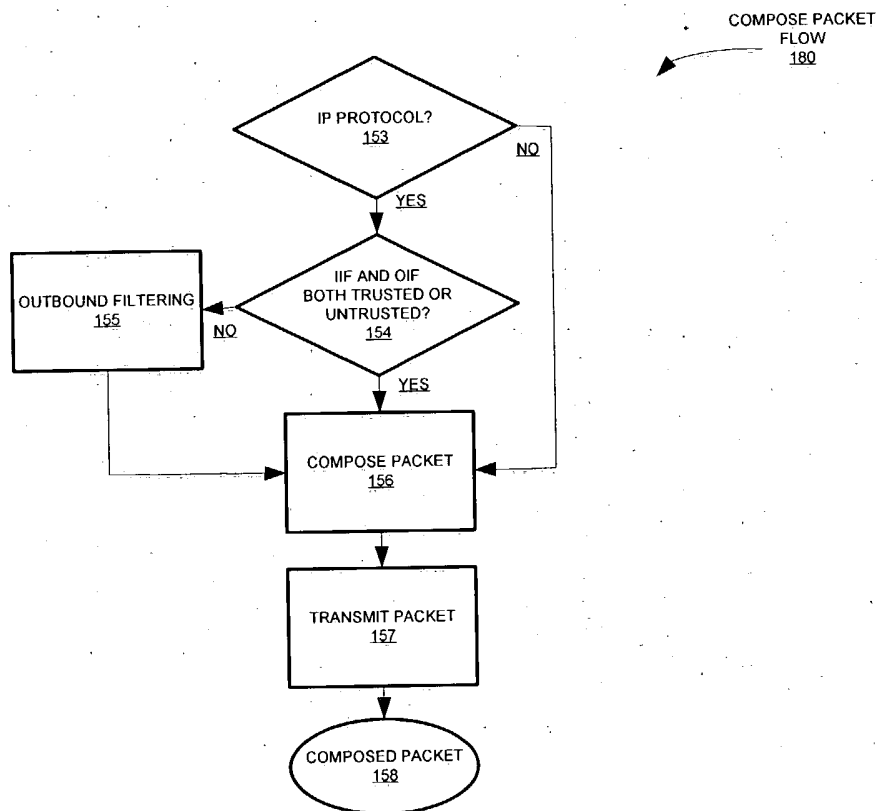 COMPOSE PACKET
FLOW
180
IP PROTOCOL?
153
NO
YES
IIF AND OIF
BOTH TRUSTED OR
UNTRUSTED?
154
OUTBOUND FILTERING
155
NO
YES
COMPOSE PACKET
156
TRANSMIT PACKET
157
COMPOSED PACKET
158